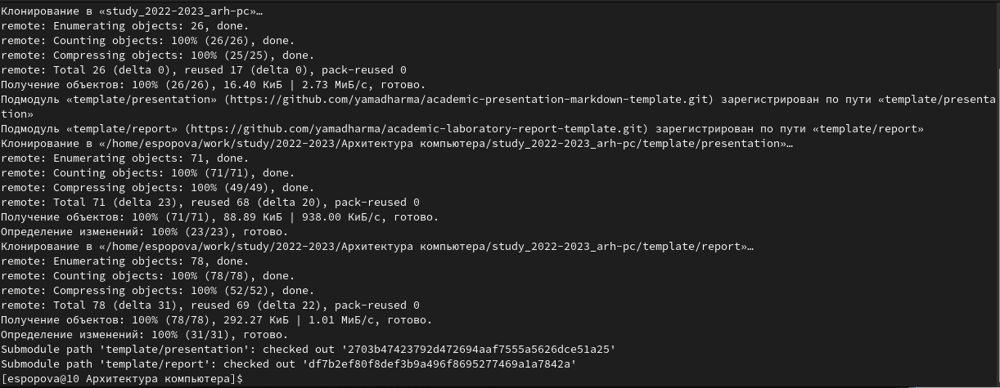 Клонирование в «study_2022-2023_arh-pc»…
remote: Enumerating objects: 26, done.
remote: Counting objects: 100% (26/26), done.
remote: Compressing objects: 100% (25/25), done.
remote: Total 26 (delta 0), reused 17 (delta 0), pack-reused 0
Получение объектов: 100% (26/26), 16.40 КиБ | 2.73 МиБ/с, готово.
Подмодуль «template/presentation» (https://github.com/yamadharma/academic-presentation-markdown-template.git) зарегистрирован по пути «template/presenta
tion»
Подмодуль «template/report» (https://github.com/yamadharma/academic-laboratory-report-template.git) зарегистрирован по пути «template/report»
Клонирование в «/home/espopova/work/study/2022-2023/Архитектура компьютера/study_2022-2023_arh-pc/template/presentation»…
remote: Enumerating objects: 71, done.
remote: Counting objects: 100% (71/71), done.
remote: Compressing objects: 100% (49/49), done.
remote: Total 71 (delta 23), reused 68 (delta 20), pack-reused 0
Получение объектов: 100% (71/71), 88.89 КиБ | 938.00 КиБ/с, готово.
Определение изменений: 100% (23/23), готово.
Клонирование в «/home/espopova/work/study/2022-2023/Архитектура компьютера/study_2022-2023_arh-pc/template/report»…
remote: Enumerating objects: 78, done.
remote: Counting objects: 100% (78/78), done.
remote: Compressing objects: 100% (52/52), done.
remote: Total 78 (delta 31), reused 69 (delta 22), pack-reused 0
Получение объектов: 100% (78/78), 292.27 КиБ | 1.01 МиБ/с, готово.
Определение изменений: 100% (31/31), готово.
Submodule path 'template/presentation': checked out '2703b47423792d472694aaf7555a5626dce51a25'
Submodule path 'template/report': checked out 'df7b2ef80f8def3b9a496f8695277469a1a7842a'
[espopova@10 Архитектура компьютера]$